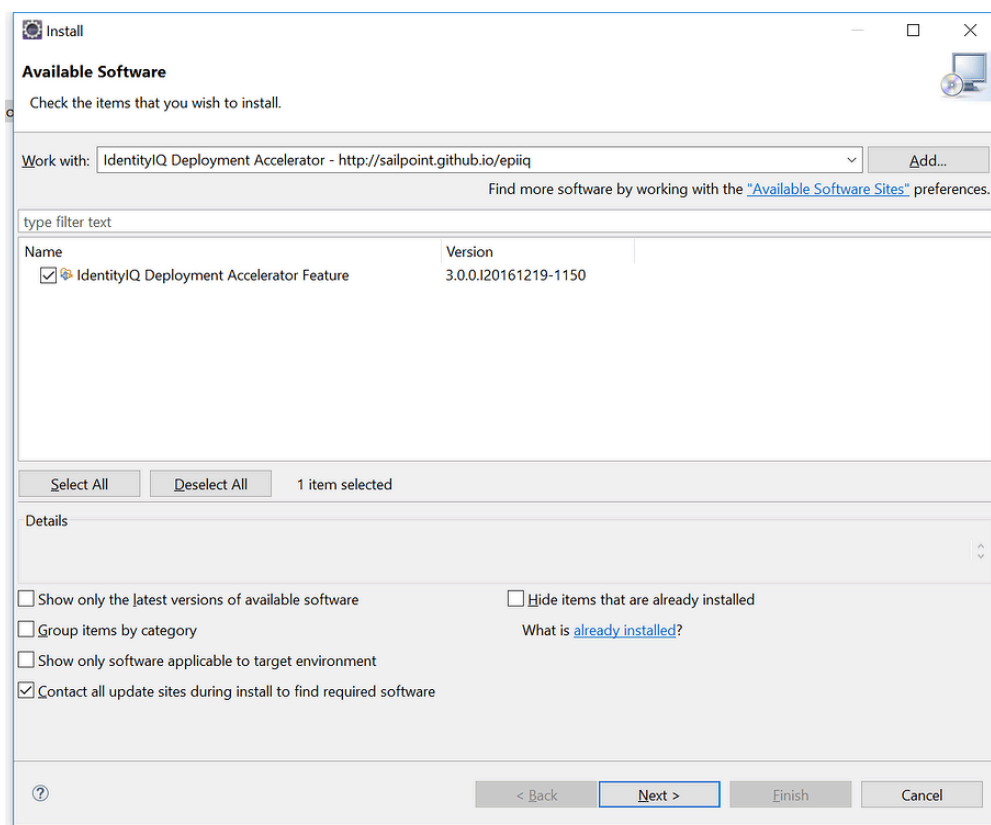 Install
Available Software
Check the items that you wish to install.
Work with: IdentityIQ Deployment Accelerator - http://sailpoint.github.io/epiiq Add...
Find more software by working with the "Available Software Sites" preferences.
type filter text
Name Version
IdentityIQ Deployment Accelerator Feature 3.0.0.I20161219-1150
Select All Deselect All 1 item selected
Details
Show only the latest versions of available software Hide items that are already installed
Group items by category What is already installed?
Show only software applicable to target environment
Contact all update sites during install to find required software
? < Back Next > Finish Cancel